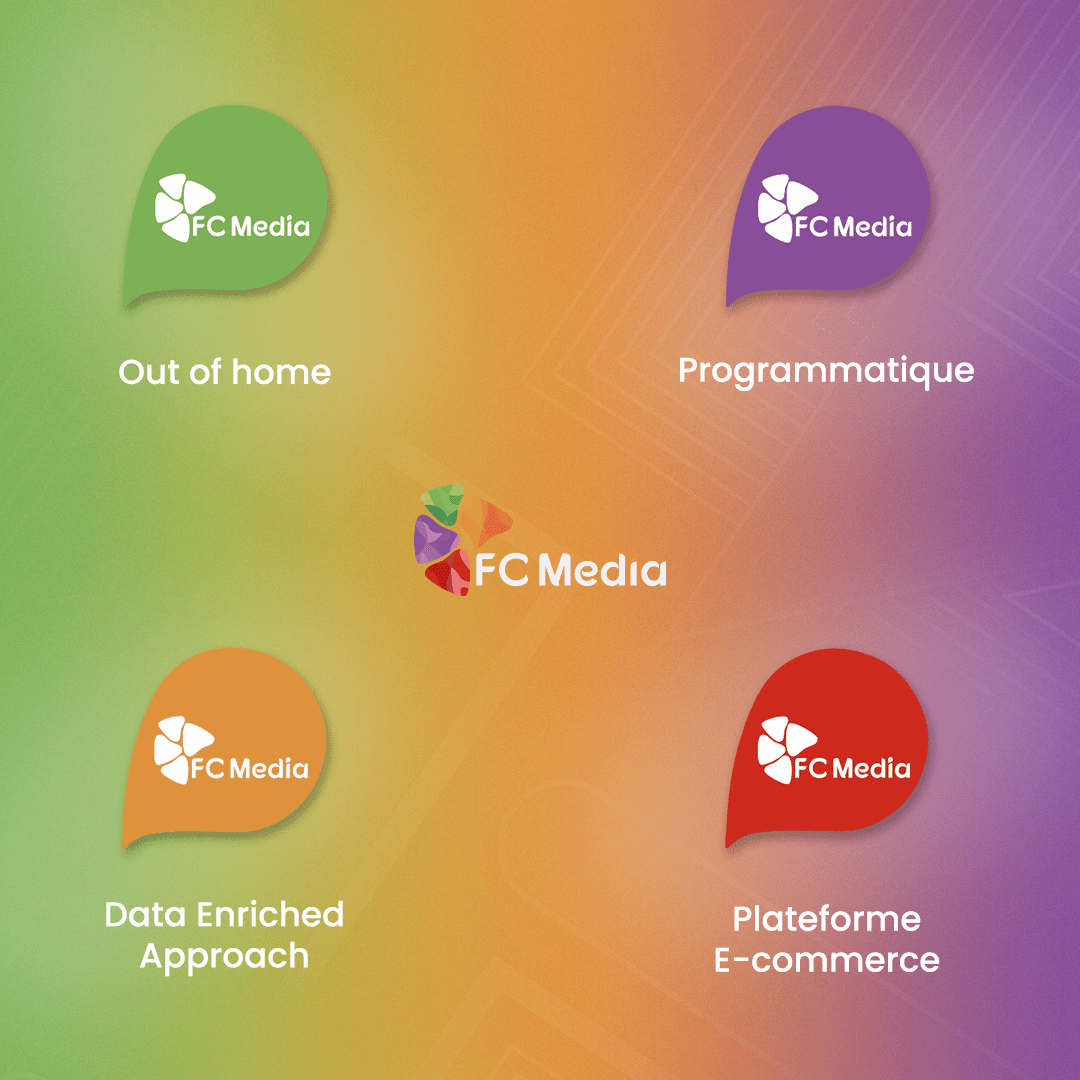 FC Media
FC Media
Out of home
Programmatique
FC Media
FC Media
FC Media
Data Enriched
Approach
Plateforme
E-commerce